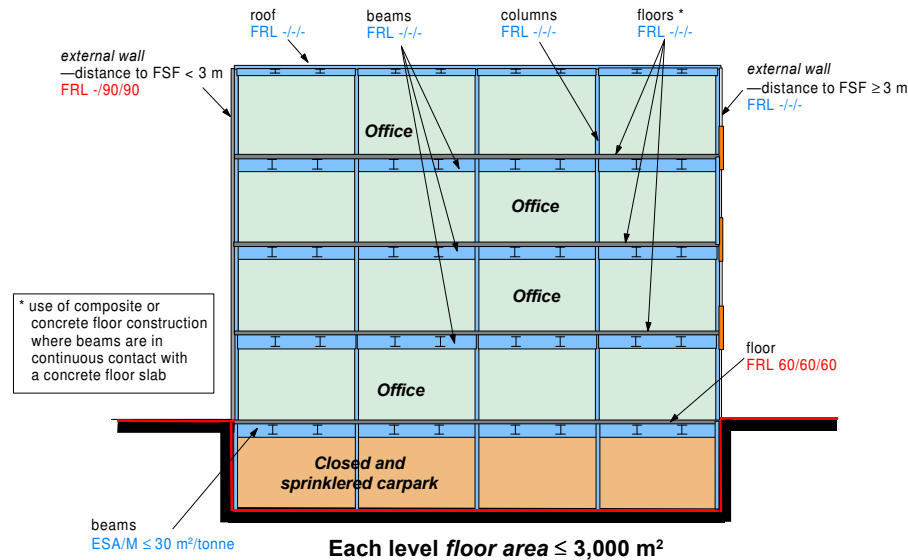 roof
FRL -/-/-
beams
FRL -/-/-
columns
FRL -/-/-
floors *
FRL -/-/-
external wall
—distance to FSF < 3 m
FRL -/90/90
external wall
—distance to FSF ≥ 3 m
FRL -/-/-
Office
Office
Office
* use of composite or
concrete floor construction
where beams are in
continuous contact with
a concrete floor slab
floor
FRL 60/60/60
Office
Closed and
sprinklered carpark
beams
ESA/M ≤ 30 m²/tonne
Each level floor area ≤ 3,000 m²